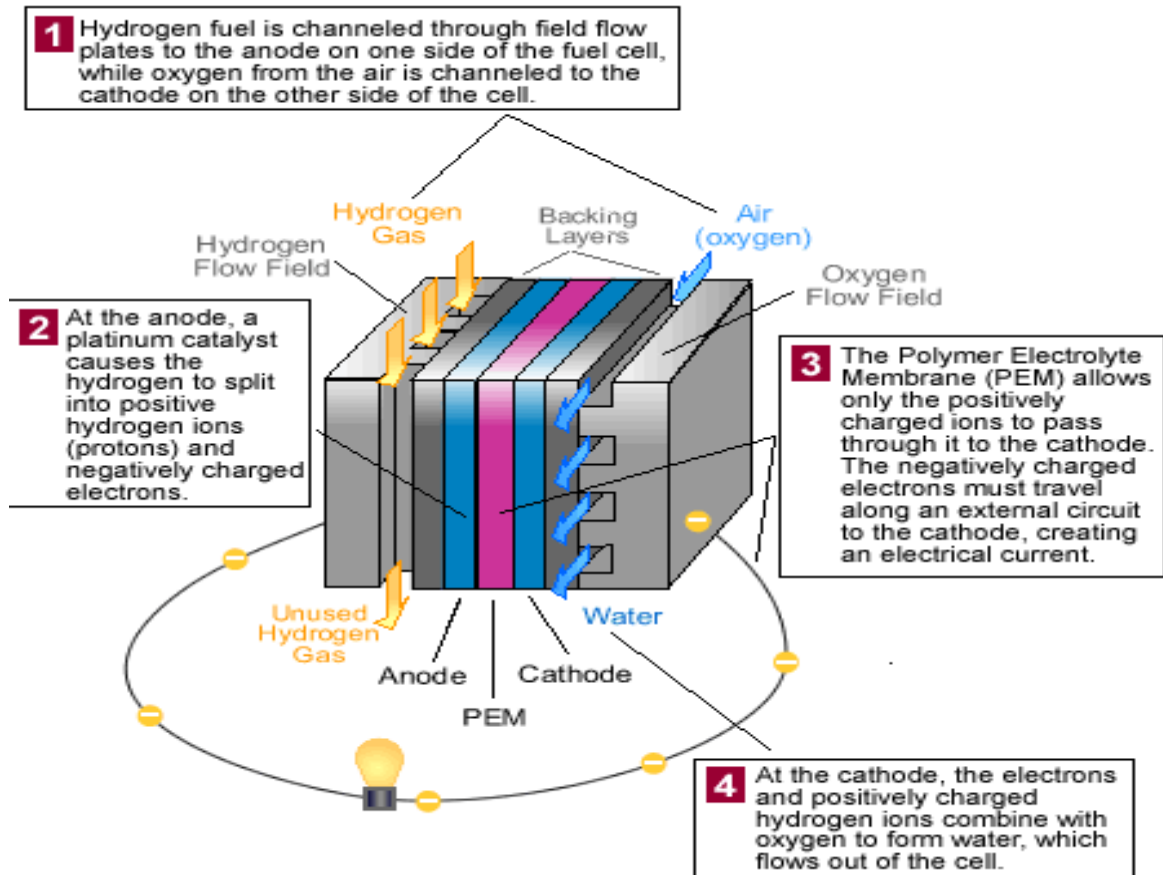 1 Hydrogen fuel is channeled through field flow
plates to the anode on one side of the fuel cell,
while oxygen from the air is channeled to the
cathode on the other side of the cell.
Hydrogen
Gas
Backing
Layers
Air
(oxygen)
Hydrogen
Flow Field
Oxygen
Flow Field
2 At the anode, a
platinum catalyst
causes the
hydrogen to split
into positive
hydrogen ions
(protons) and
negatively charged
electrons.
3 The Polymer Electrolyte
Membrane (PEM) allows
only the positively
charged ions to pass
through it to the cathode.
The negatively charged
electrons must travel
along an external circuit
to the cathode, creating
an electrical current.
Unused
Hydrogen
Gas
Water
Anode
Cathode
PEM
4 At the cathode, the electrons
and positively charged
hydrogen ions combine with
oxygen to form water, which
flows out of the cell.